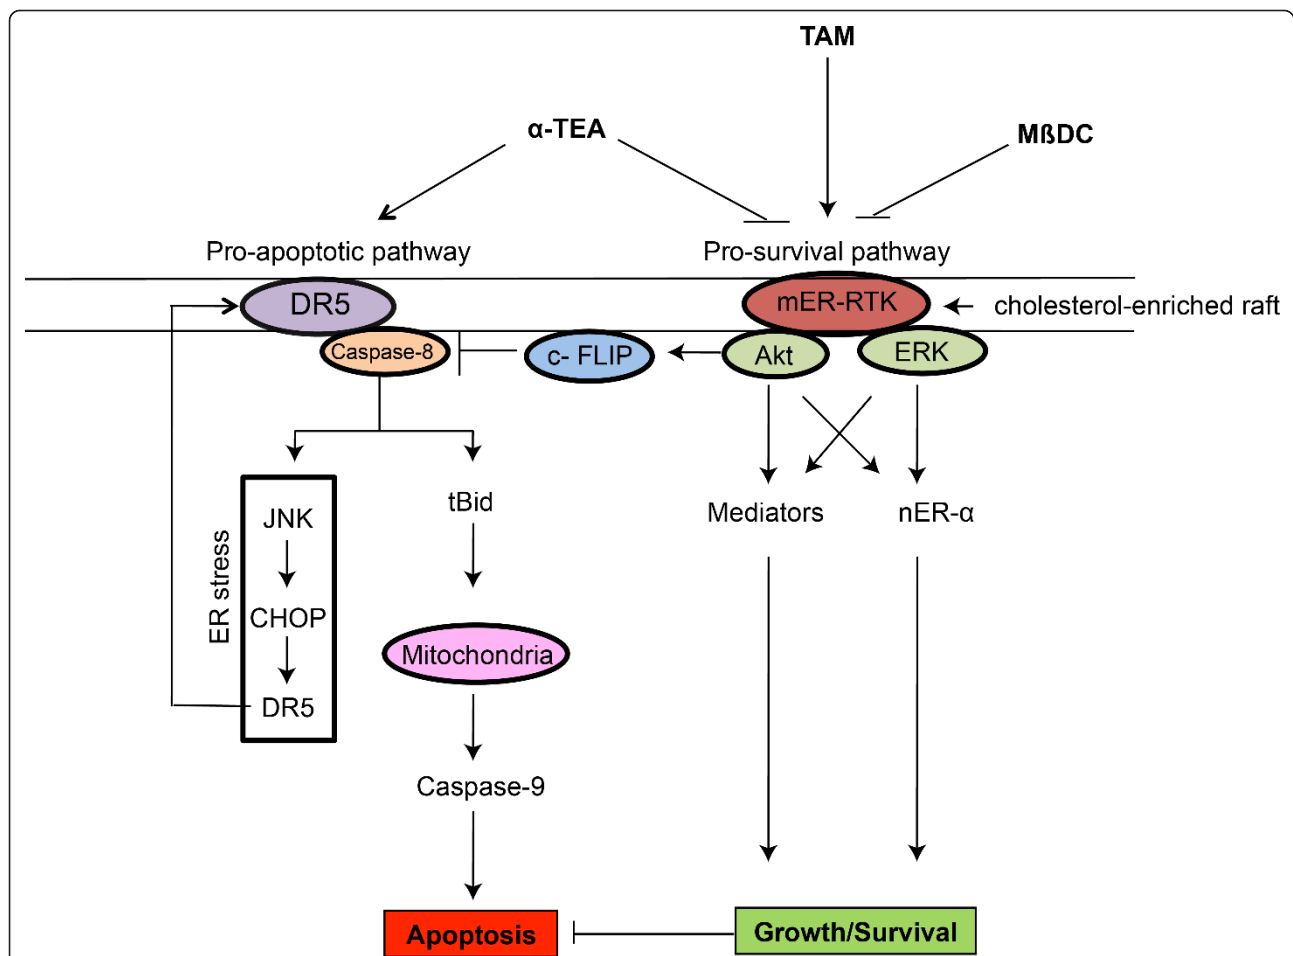 TAM
α-TEA
MßDC
Pro-apoptotic pathway
Pro-survival pathway
DR5
mER-RTK
cholesterol-enriched raft
Caspase-8
c- FLIP
Akt
ERK
JNK
tBid
Mediators
nER-α
ER stress
CHOP
Mitochondria
DR5
Caspase-9
Apoptosis
Growth/Survival